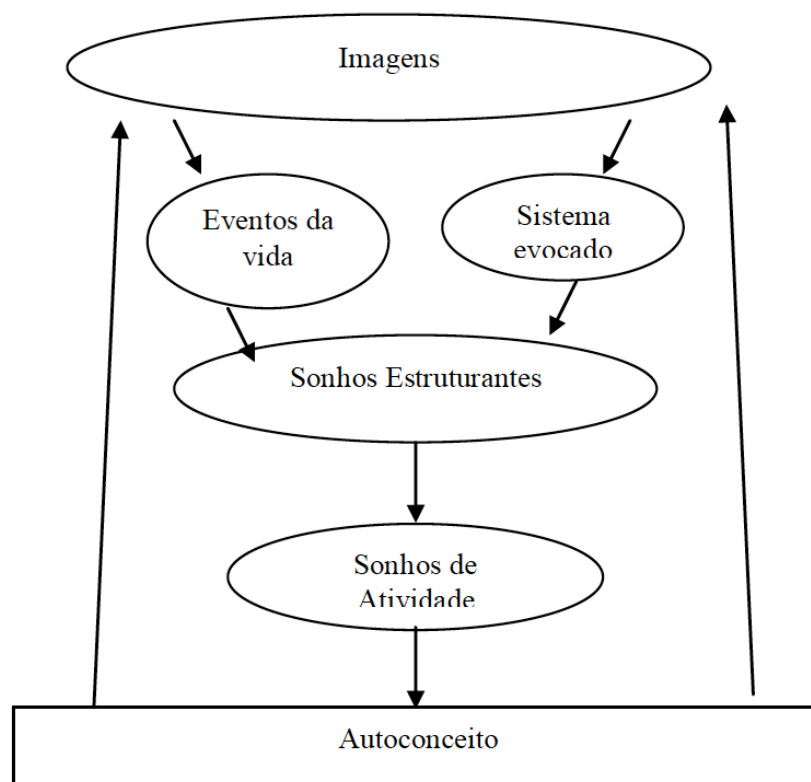 Imagens
Eventos da
vida
Sistema
evocado
Sonhos Estruturantes
Sonhos de
Atividade
Autoconceito